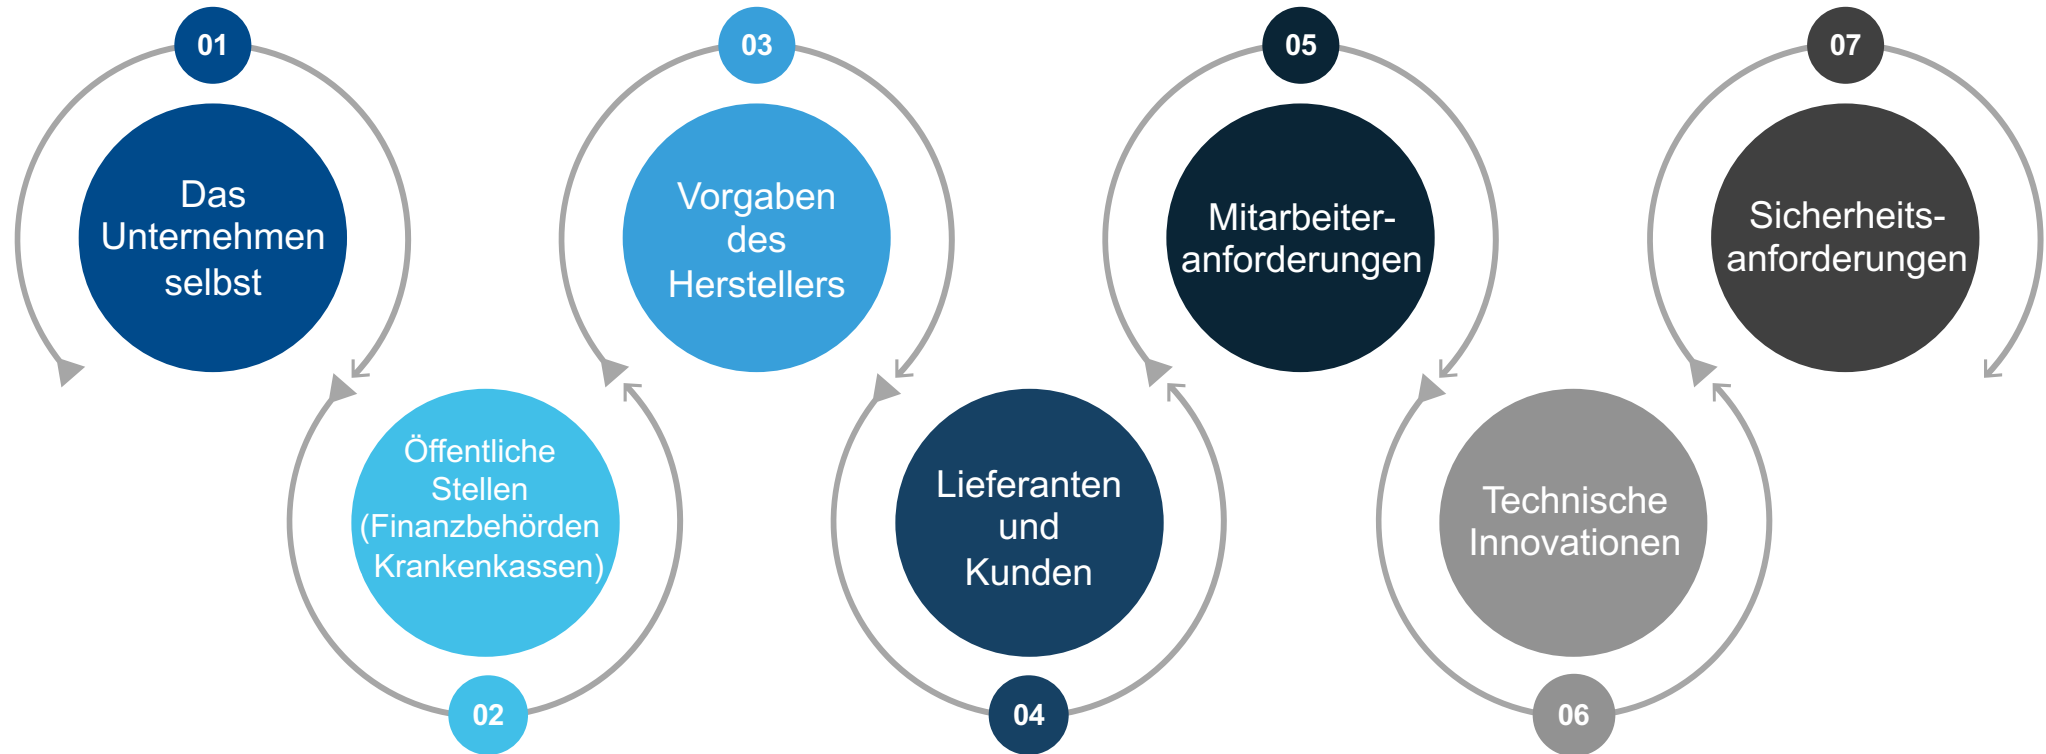 01
Das
Unternehmen
selbst
02
Öffentliche
Stellen
(Finanzbehörden
Krankenkassen)
03
Vorgaben
des
Herstellers
04
Lieferanten
und
Kunden
05
Mitarbeiter-
anforderungen
06
Technische
Innovationen
07
Sicherheits-
anforderungen